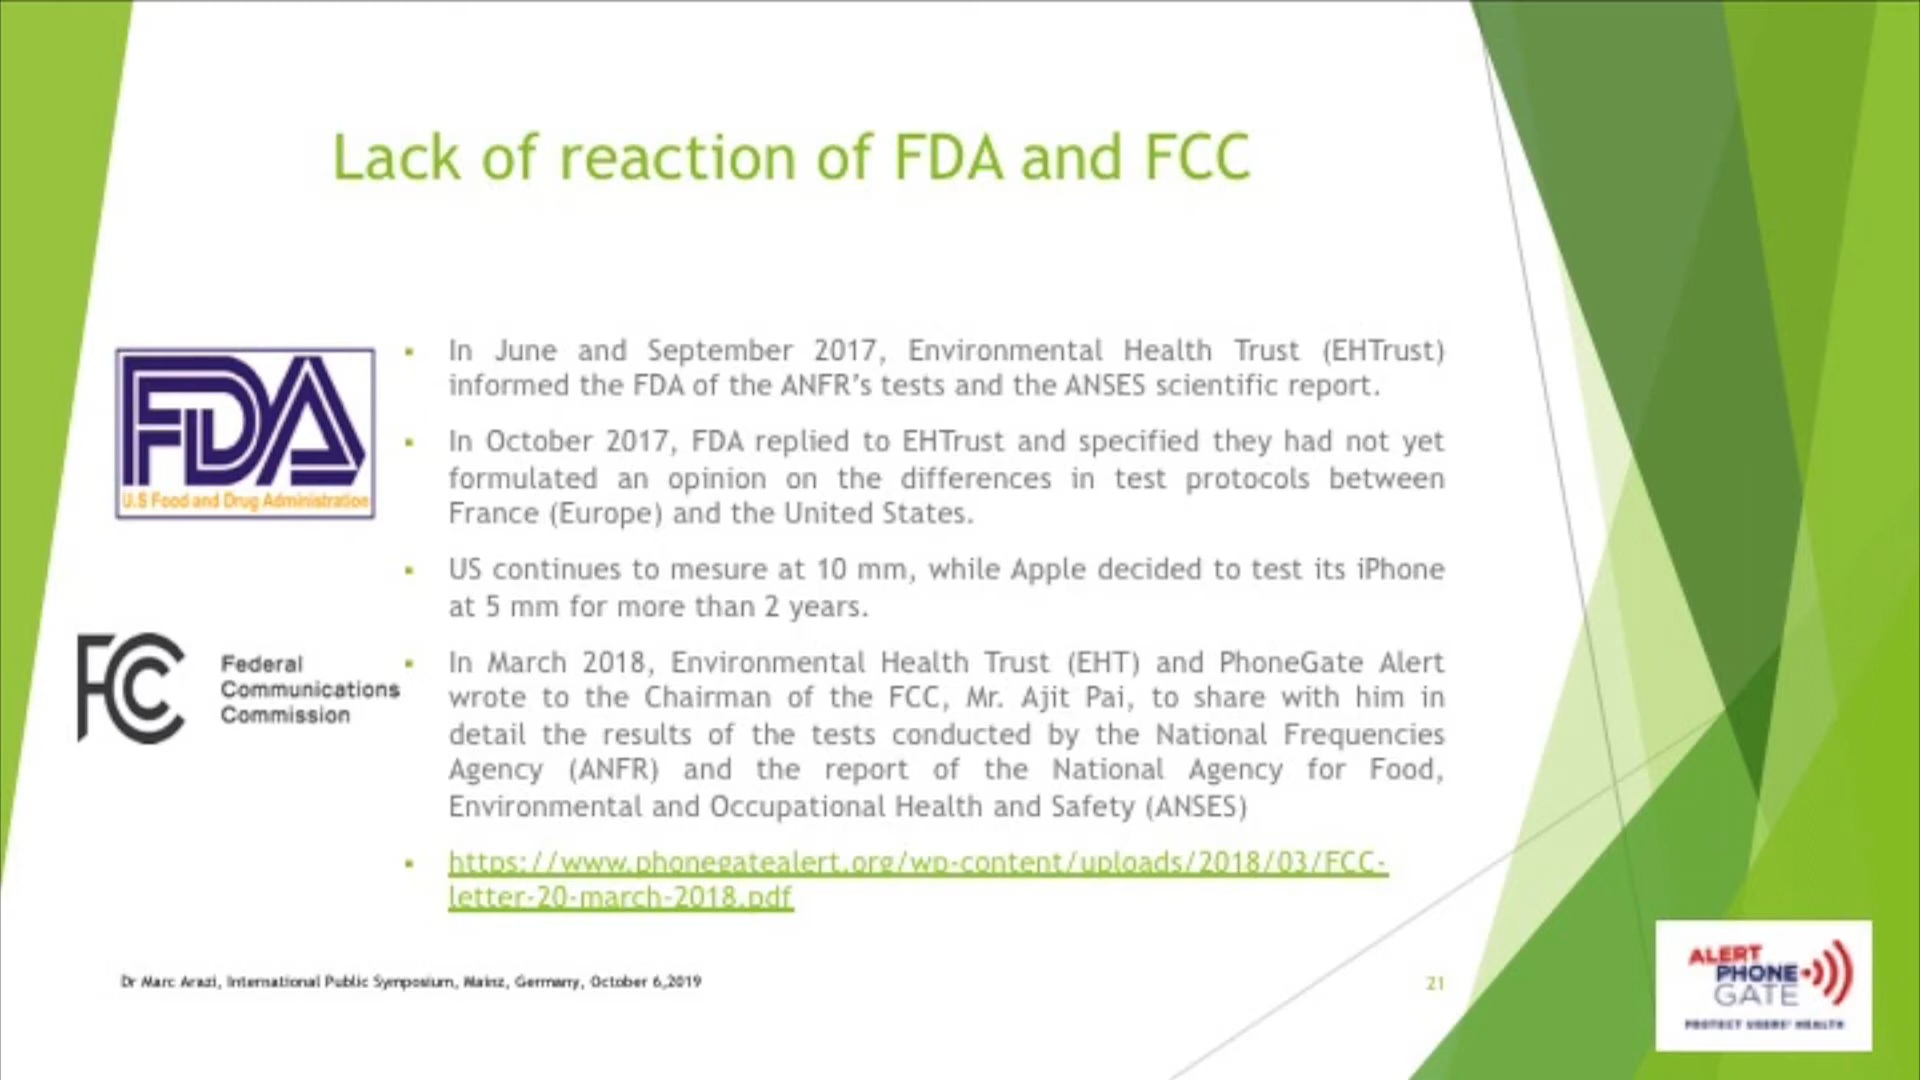 Lack of reaction of FDA and FCC
FDA
U.S Food and Drug Administration
In June and September 2017, Environmental Health Trust (EHTrust)
informed the FDA of the ANFR’s tests and the ANSES scientific report.
In October 2017, FDA replied to EHTrust and specified they had not yet
formulated an opinion on the differences in test protocols between
France (Europe) and the United States.
US continues to mesure at 10 mm, while Apple decided to test its iPhone
at 5 mm for more than 2 years.
FC
Federal
Communications
Commission
In March 2018, Environmental Health Trust (EHT) and PhoneGate Alert
wrote to the Chairman of the FCC, Mr. Ajit Pai, to share with him in
detail the results of the tests conducted by the National Frequencies
Agency (ANFR) and the report of the National Agency for Food,
Environmental and Occupational Health and Safety (ANSES)
https://www.phonegatealert.org/wp-content/uploads/2018/03/FCC-
letter-20-march-2018.pdf
Dr Marc Arazi, International Public Symposium, Mainz, Germany, October 6,2019
21
ALERT
PHONE
GATE
PROTECT USERS' HEALTH